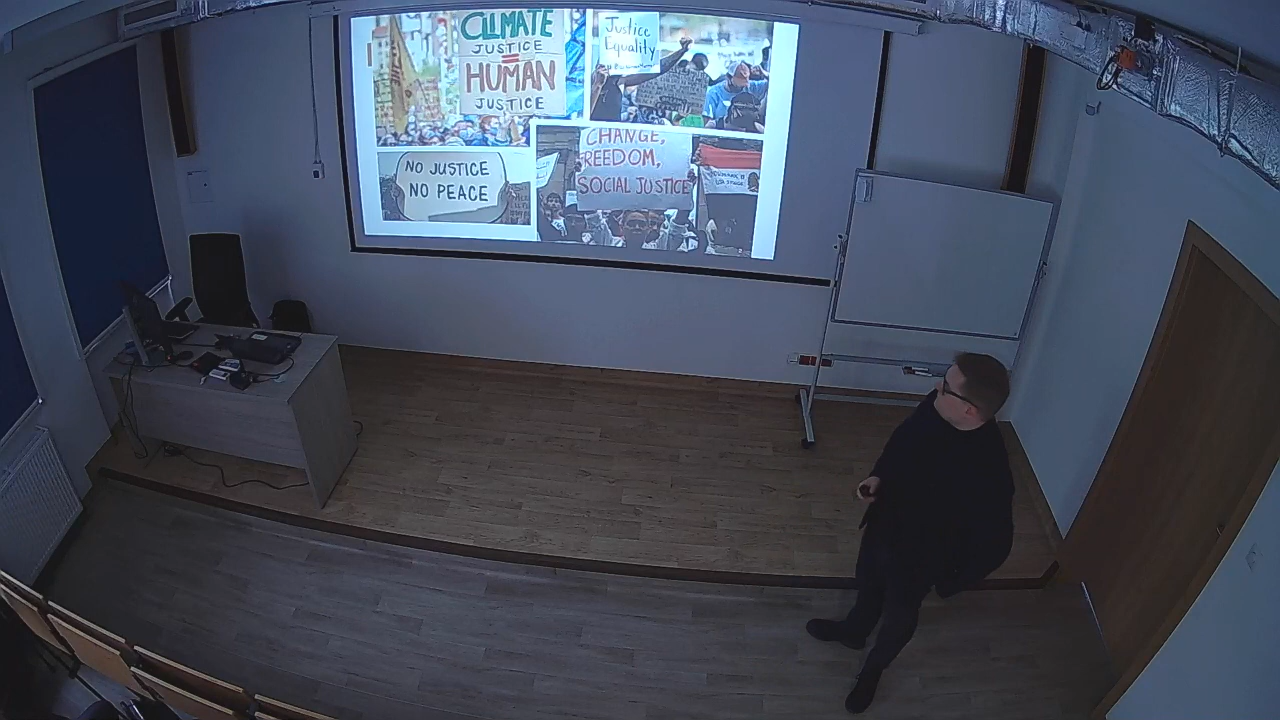 CLIMATE
JUSTICE
=
HUMAN
JUSTICE
Justice
Equality
NO JUSTICE
NO PEACE
CHANGE,
FREEDOM,
SOCIAL JUSTICE